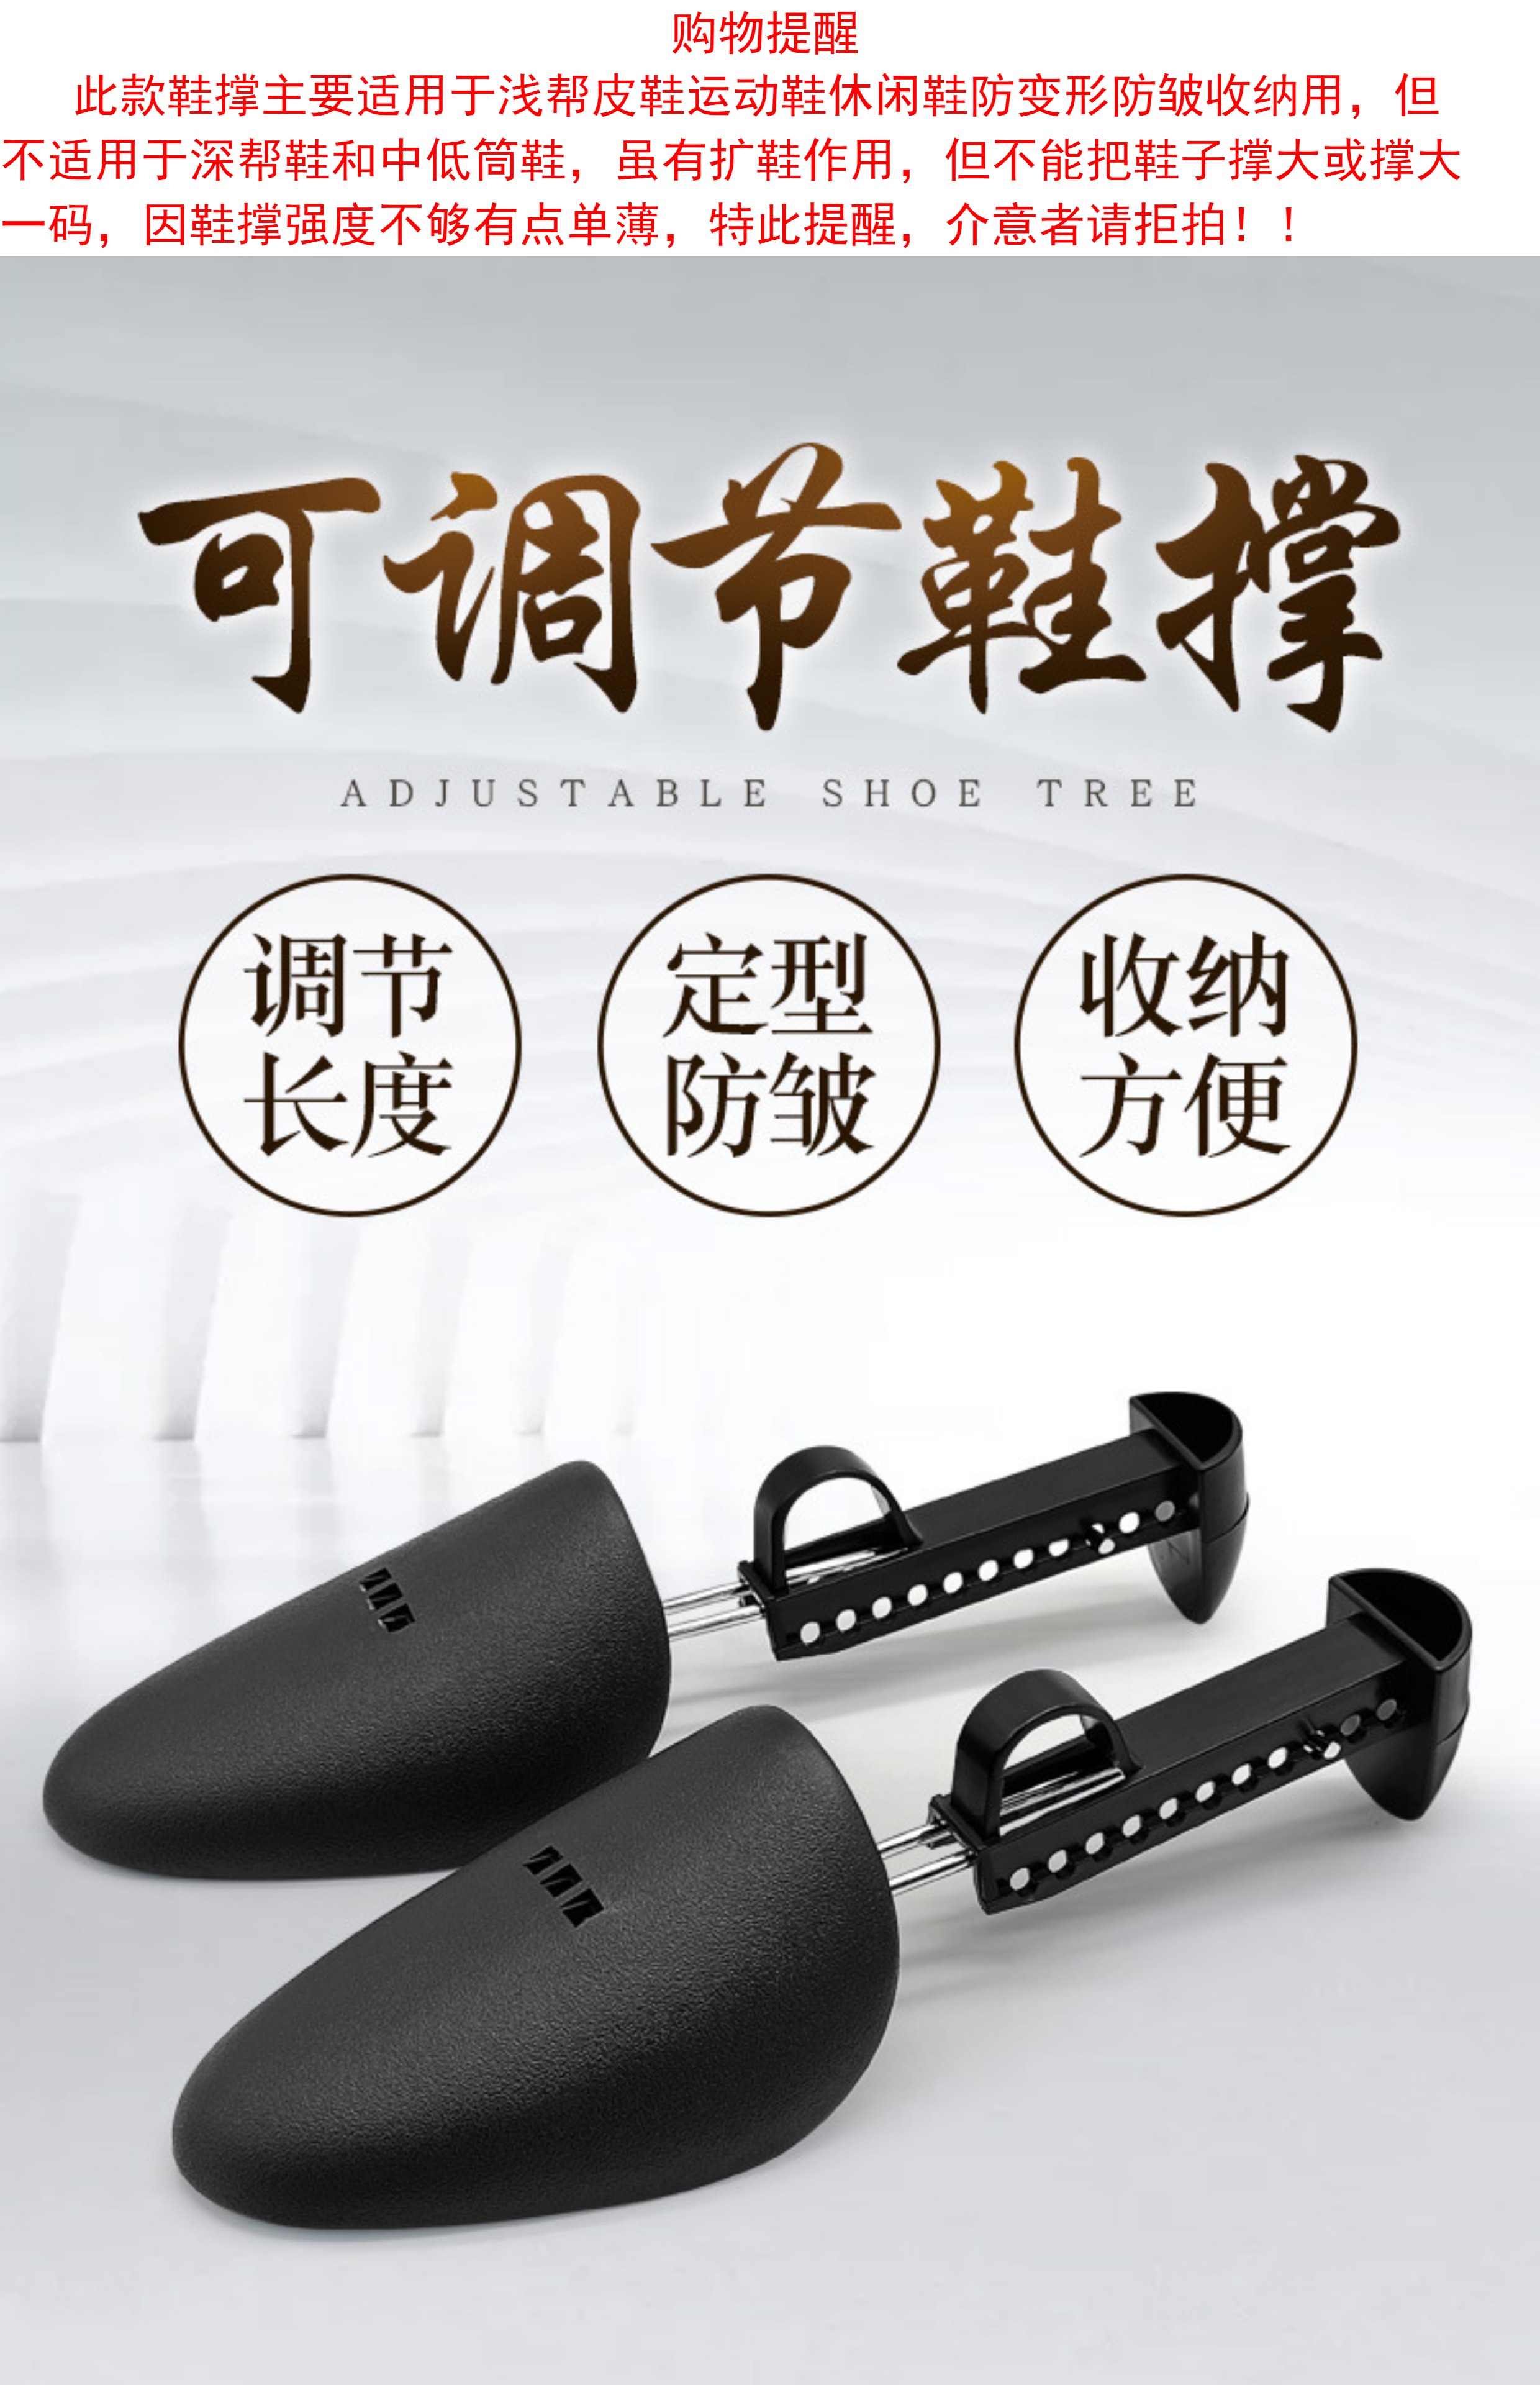 购物提醒
此款鞋撑主要适用于浅帮皮鞋运动鞋休闲鞋防变形防皱收纳用，但
不适用于深帮鞋和中低筒鞋，虽有扩鞋作用，但不能把鞋子撑大或撑大
一码，因鞋撑强度不够有点单薄，特此提醒，介意者请拒拍！！
可调节鞋撑
ADJUSTABLE SHOE TREE
调节
长度
定型
防皱
收纳
方便